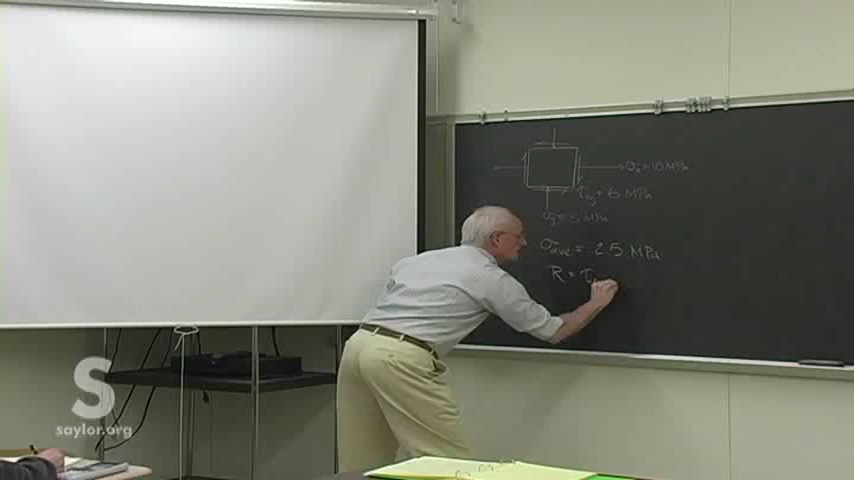 σx = 10 MPa
τxy = 6 MPa
σy = 5 MPa
σave = 2.5 MPa
R = τ
S
saylor.org